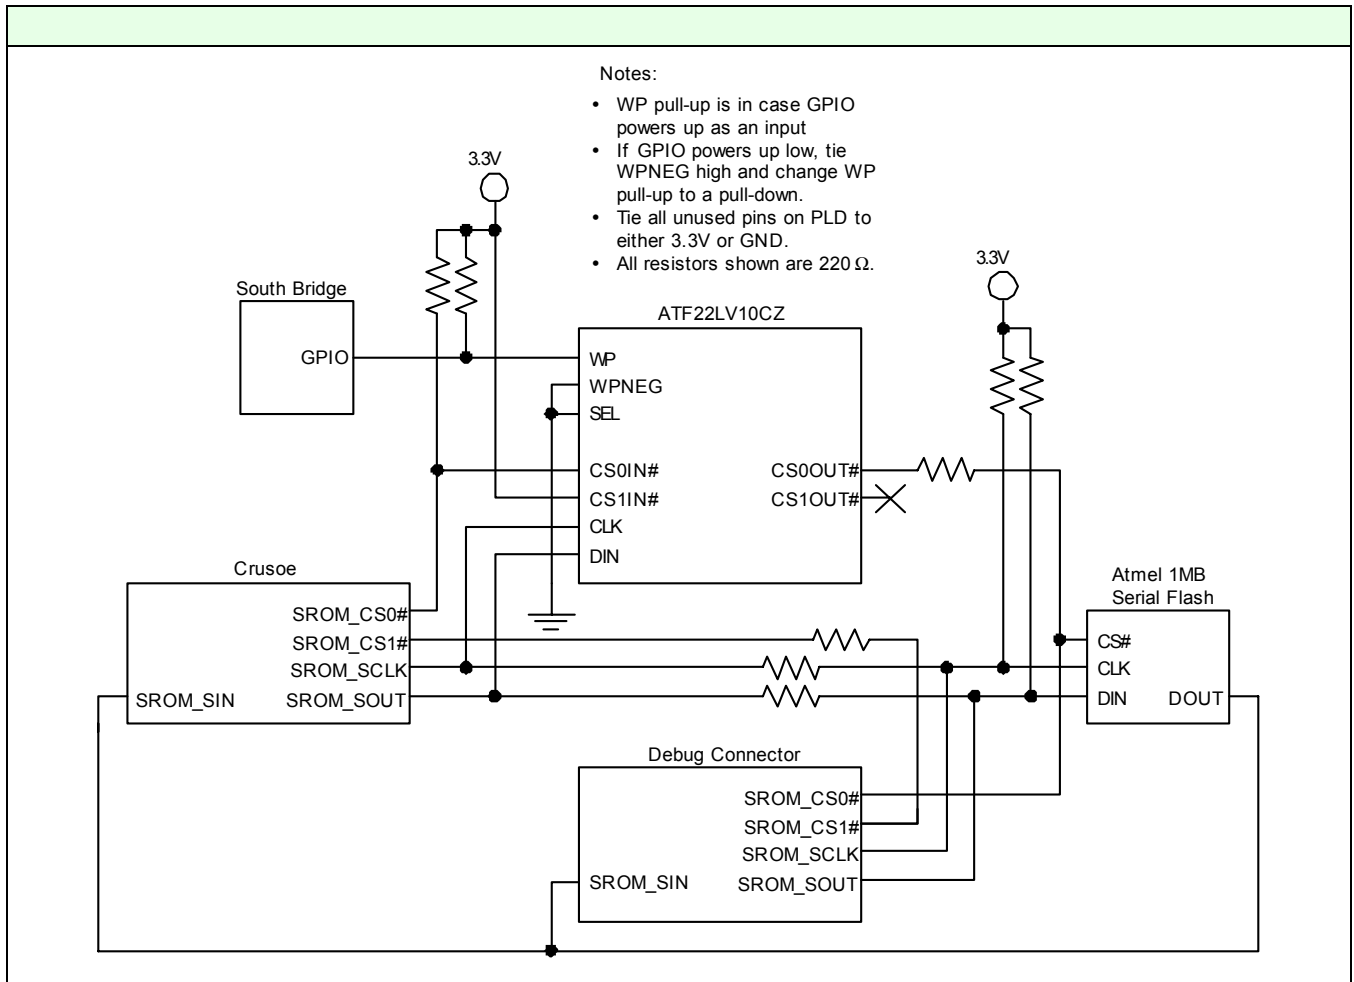 Notes:
• WP pull-up is in case GPIO
powers up as an input
• If GPIO powers up low, tie
WPNEG high and change WP
pull-up to a pull-down.
• Tie all unused pins on PLD to
either 3.3V or GND.
• All resistors shown are 220 Ω.
3.3V
3.3V
South Bridge
GPIO
ATF22LV10CZ
WP
WPNEG
SEL
CS0IN#
CS1IN#
CLK
DIN
CS0OUT#
CS1OUT#
Crusoe
SROM_CS0#
SROM_CS1#
SROM_SCLK
SROM_SIN
SROM_SOUT
Atmel 1MB
Serial Flash
CS#
CLK
DIN
DOUT
Debug Connector
SROM_CS0#
SROM_CS1#
SROM_SCLK
SROM_SIN
SROM_SOUT